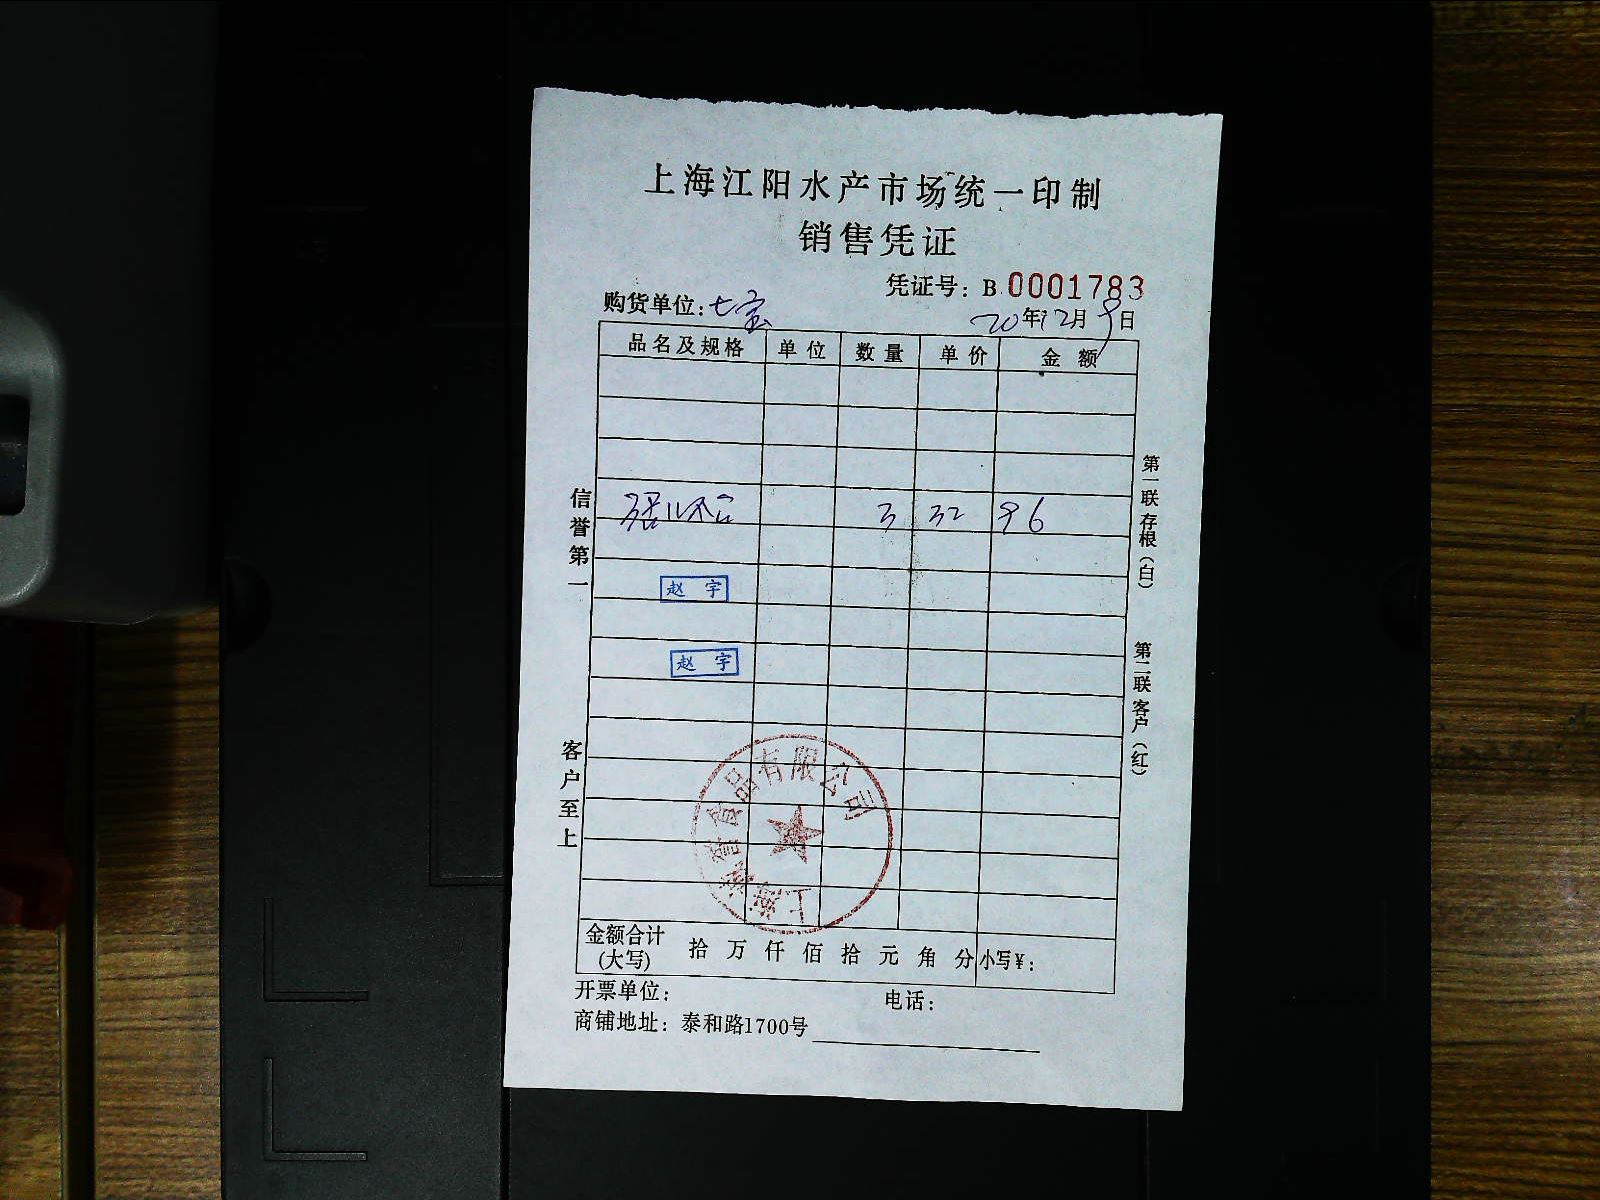 上海江阳水产市场统一印制
销售凭证
凭证号：B 0001783
购货单位：七宝
20年12月9日
品名及规格 单位 数量 单价 金额
3 32 96
赵宇
赵宇
上海 誉食品有限公司
金额合计(大写) 拾 万 仟 佰 拾 元 角 分 小写¥：
开票单位： 电话：
商铺地址：泰和路1700号
信誉第一
客户至上
第一联 存根（白）
第二联 客户（红）